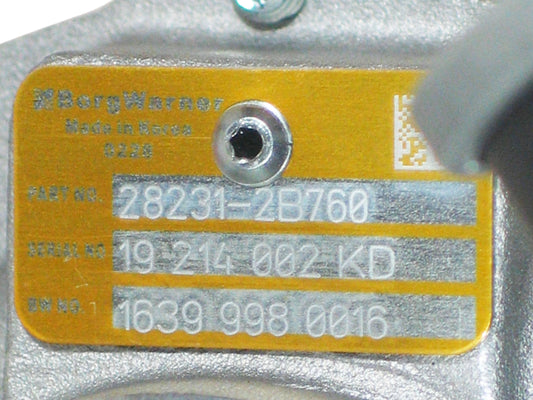 BorgWarner
Made in Korea
D228
PART NO. 28231-2B760
SERIAL NO 19 214 002 KD
BW NO. 1639 998 0016